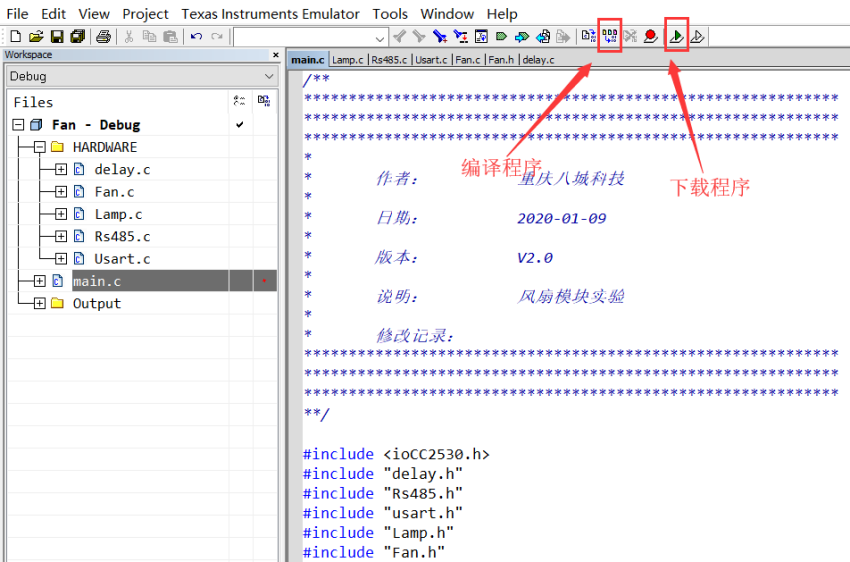 File Edit View Project Texas Instruments Emulator Tools Window Help
Workspace
main.c Lamp.c Rs485.c Usart.c Fan.c Fan.h delay.c
Debug
Files
Fan - Debug
HARDWARE
delay.c
Fan.c
Lamp.c
Rs485.c
Usart.c
main.c
Output
编译程序
下载程序
/**
************************************************************
************************************************************
************************************************************
*
* 作者: 重庆八城科技
*
* 日期: 2020-01-09
*
* 版本: V2.0
*
* 说明: 风扇模块实验
*
* 修改记录:
************************************************************
************************************************************
************************************************************
**/
#include <ioCC2530.h>
#include "delay.h"
#include "Rs485.h"
#include "usart.h"
#include "Lamp.h"
#include "Fan.h"